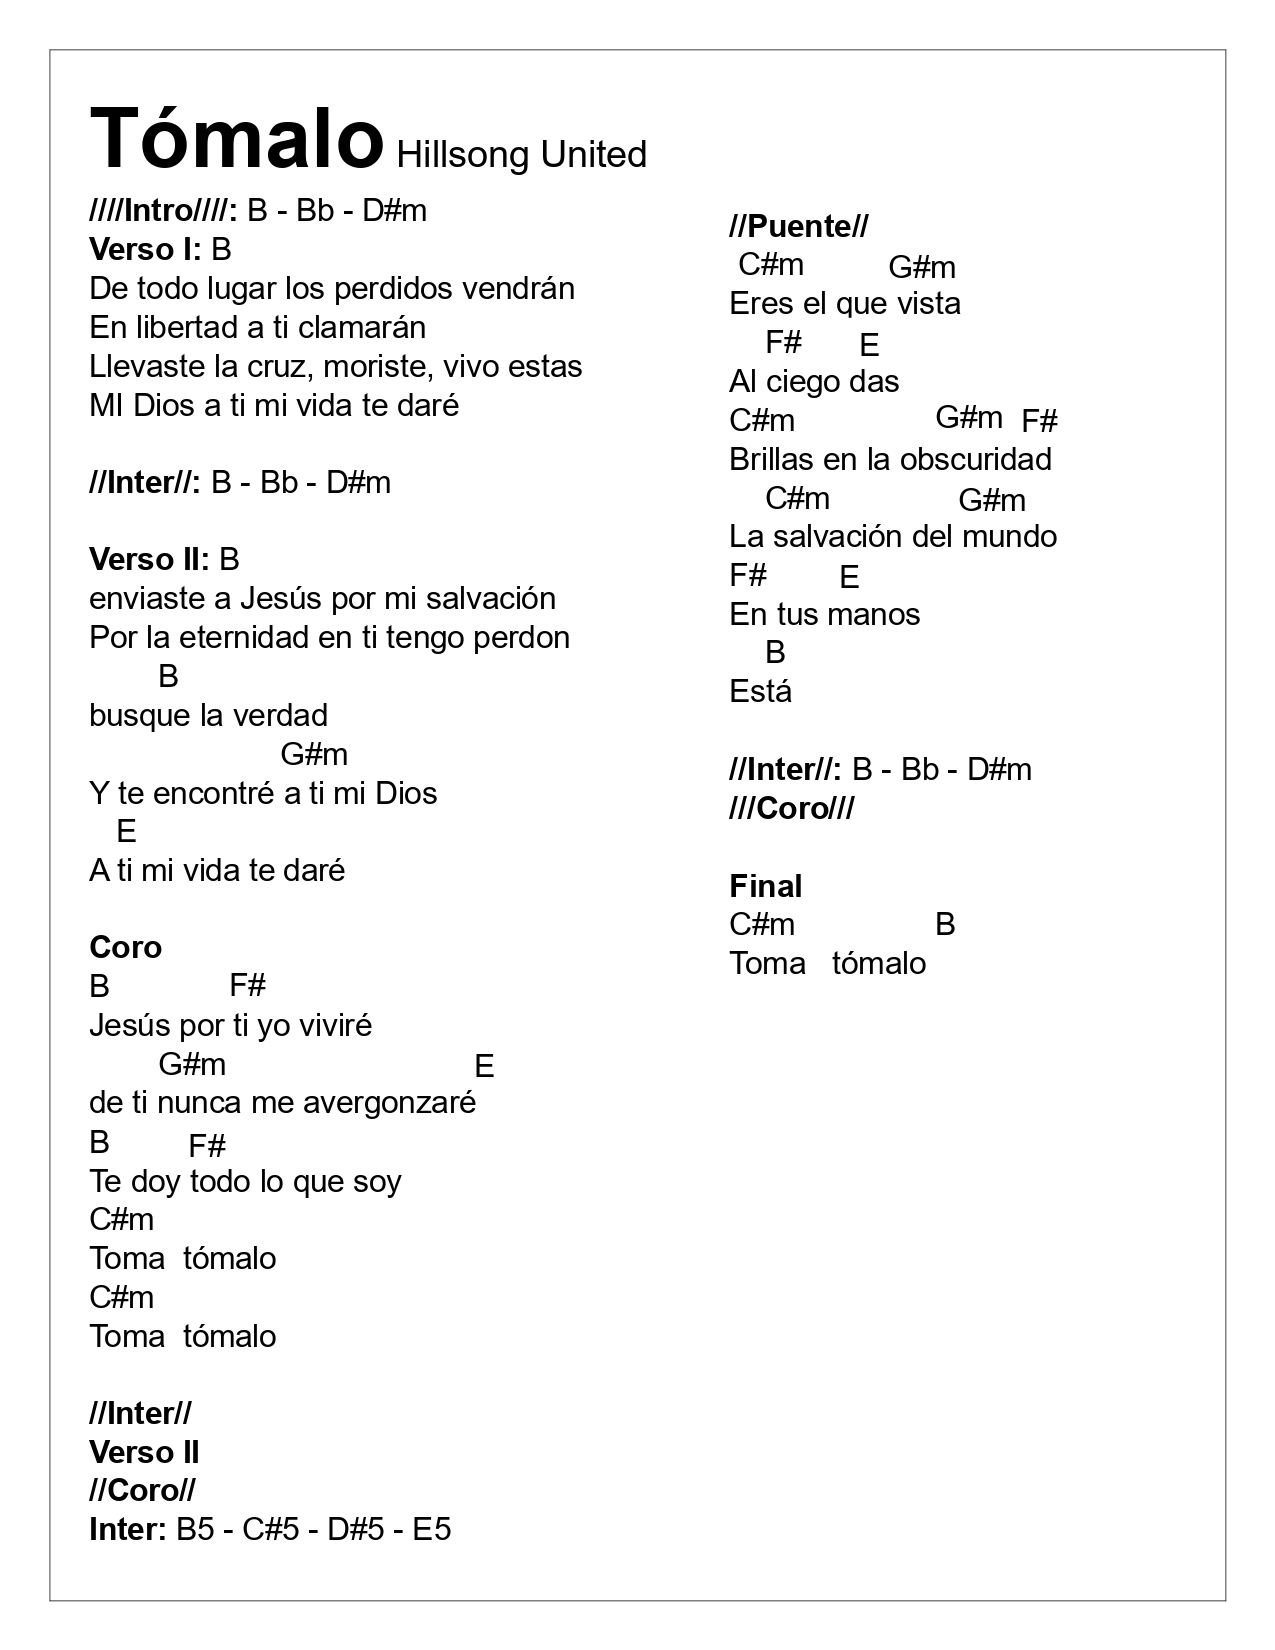 Tómalo Hillsong United
////Intro////: B - Bb - D#m
Verso I: B
De todo lugar los perdidos vendrán
En libertad a ti clamarán
Llevaste la cruz, moriste, vivo estas
MI Dios a ti mi vida te daré
//Inter//: B - Bb - D#m
Verso II: B
enviaste a Jesús por mi salvación
Por la eternidad en ti tengo perdon
B
busque la verdad
G#m
Y te encontré a ti mi Dios
E
A ti mi vida te daré
Coro
B F#
Jesús por ti yo viviré
G#m E
de ti nunca me avergonzaré
B F#
Te doy todo lo que soy
C#m
Toma tómalo
C#m
Toma tómalo
//Inter//
Verso II
//Coro//
Inter: B5 - C#5 - D#5 - E5
//Puente//
C#m G#m
Eres el que vista
F# E
Al ciego das
C#m G#m F#
Brillas en la obscuridad
C#m G#m
La salvación del mundo
F# E
En tus manos
B
Está
//Inter//: B - Bb - D#m
///Coro///
Final
C#m B
Toma tómalo